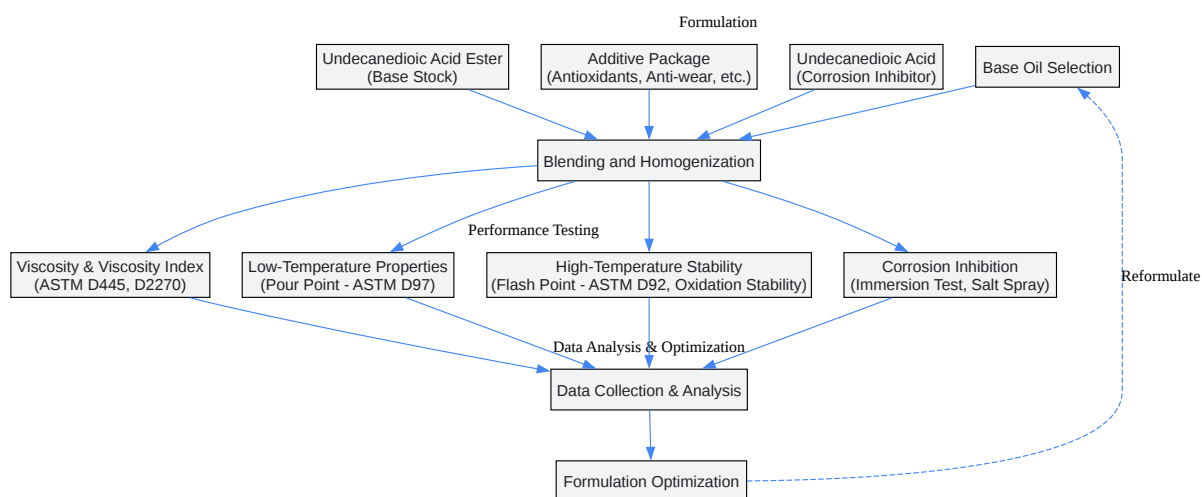 Formulation
Undecanedioic Acid Ester
(Base Stock)
Additive Package
(Antioxidants, Anti-wear, etc.)
Undecanedioic Acid
(Corrosion Inhibitor)
Base Oil Selection
Blending and Homogenization
Performance Testing
Viscosity & Viscosity Index
(ASTM D445, D2270)
Low-Temperature Properties
(Pour Point - ASTM D97)
High-Temperature Stability
(Flash Point - ASTM D92, Oxidation Stability)
Corrosion Inhibition
(Immersion Test, Salt Spray)
Reformulate
Data Analysis & Optimization
Data Collection & Analysis
Formulation Optimization